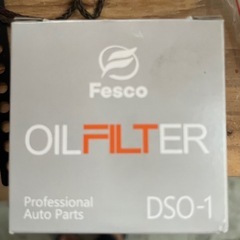 Fesco
OILFILTER
Professional
Auto Parts
DSO-1